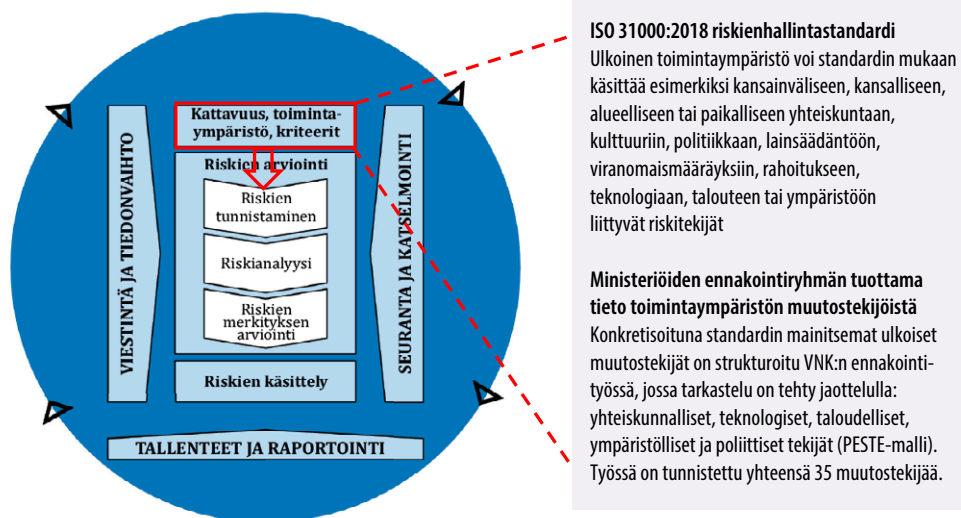 Kattavuus, toiminta-
ympäristö, kriteerit
Riskien arviointi
Riskien
tunnistaminen
Riskianalyysi
Riskien
merkityksen
arviointi
Riskien käsittely
VIESTINTÄ JA TIEDONVAIHTO
SEURANTA JA KATSELMOINTI
TALLENTEET JA RAPORTOINTI
ISO 31000:2018 riskienhallintastandardi
Ulkoinen toimintaympäristö voi standardin mukaan
käsittää esimerkiksi kansainväliseen, kansalliseen,
alueelliseen tai paikalliseen yhteiskuntaan,
kulttuuriin, politiikkaan, lainsäädäntöön,
viranomaismääräyksiin, rahoitukseen,
teknologiaan, talouteen tai ympäristöön
liittyvät riskitekijät
Ministeriöiden ennakointiryhmän tuottama
tieto toimintaympäristön muutostekijöistä
Konkretisoituna standardin mainitsemat ulkoiset
muutostekijät on strukturoitu VNK:n ennakointi-
työssä, jossa tarkastelu on tehty jaottelulla:
yhteiskunnalliset, teknologiset, taloudelliset,
ympäristölliset ja poliittiset tekijät (PESTE-malli).
Työssä on tunnistettu yhteensä 35 muutostekijää.